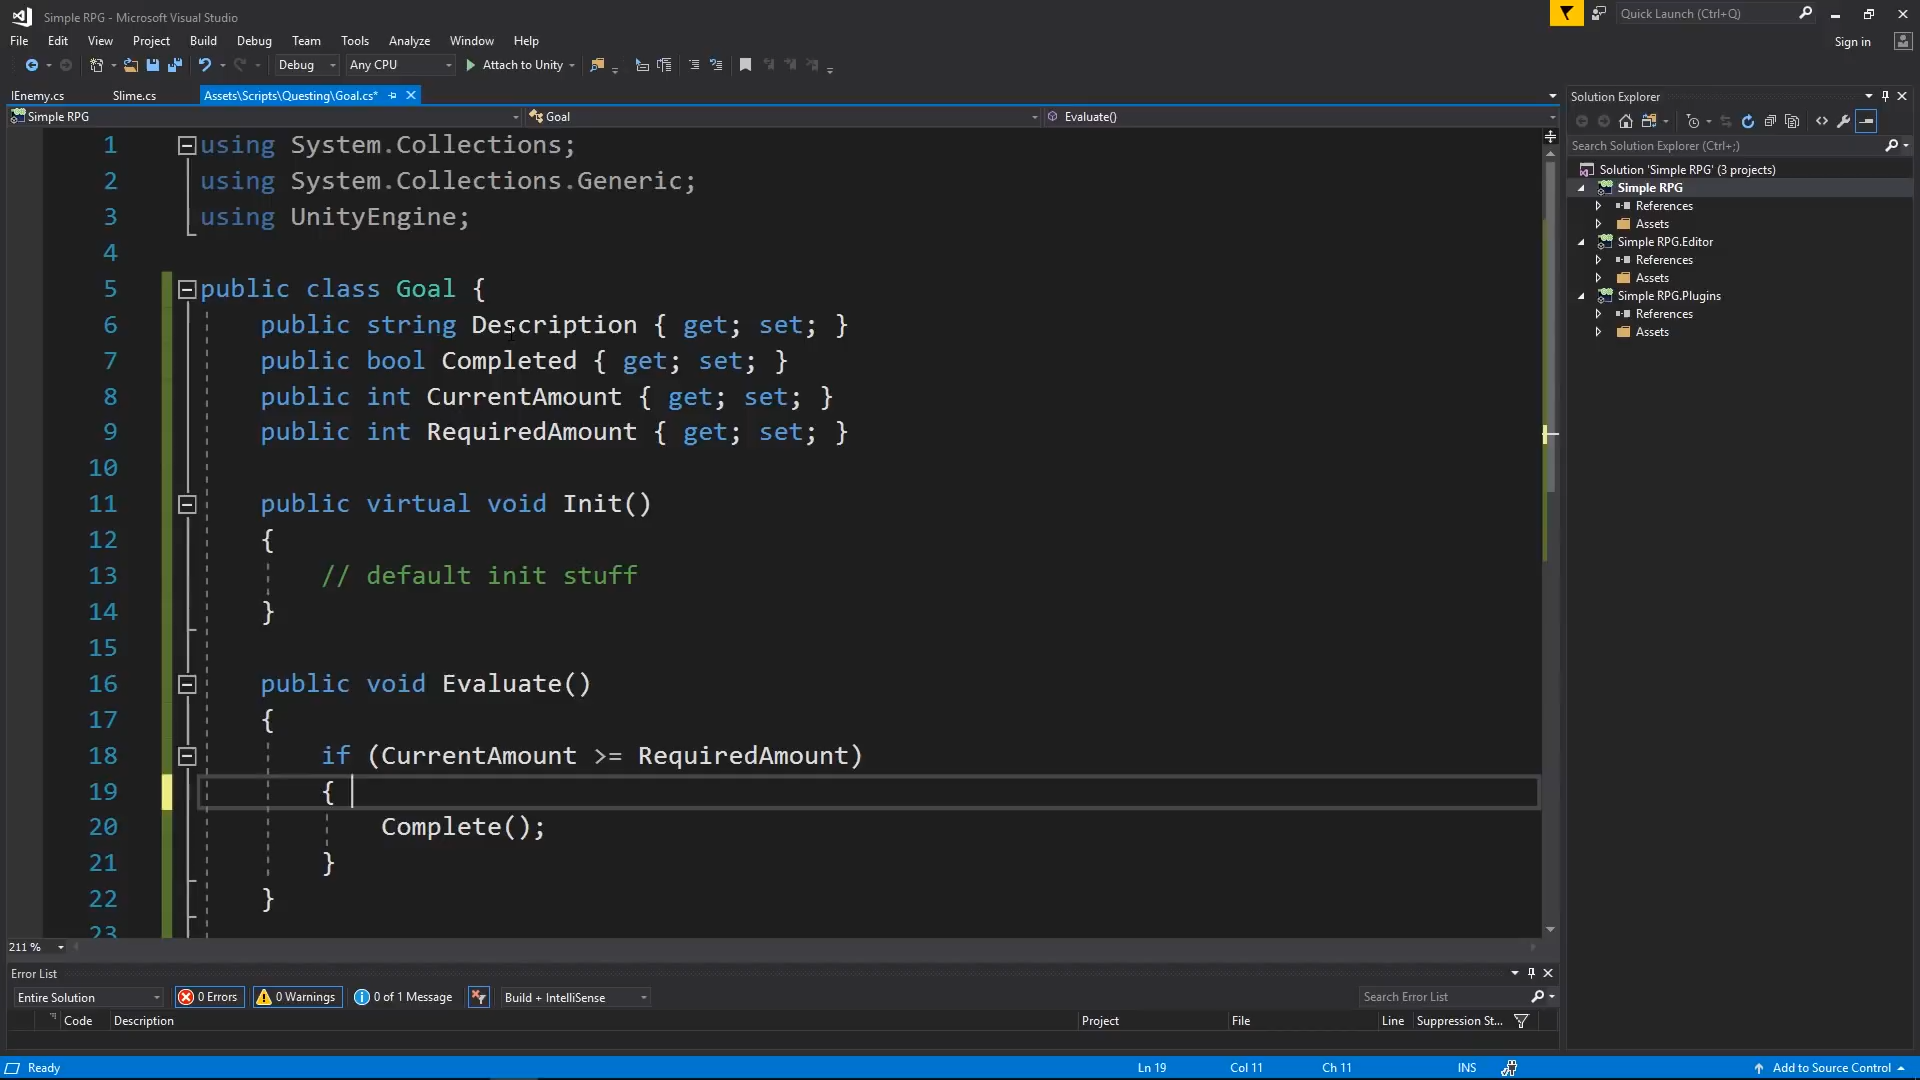 Simple RPG - Microsoft Visual Studio
Quick Launch (Ctrl+Q)
File Edit View Project Build Debug Team Tools Test Analyze Window Help
Sign in
Debug Any CPU Attach to Unity
IEnemy.cs Slime.cs Assets\Scripts\Questing\Goal.cs*
Simple RPG Goal Evaluate()
1 using System.Collections;
2 using System.Collections.Generic;
3 using UnityEngine;
4
5 public class Goal {
6 public string Description { get; set; }
7 public bool Completed { get; set; }
8 public int CurrentAmount { get; set; }
9 public int RequiredAmount { get; set; }
10
11 public virtual void Init()
12 {
13 // default init stuff
14 }
15
16 public void Evaluate()
17 {
18 if (CurrentAmount >= RequiredAmount)
19 {
20 Complete();
21 }
22 }
23
211 %
Solution Explorer
Search Solution Explorer (Ctrl+;)
Solution 'Simple RPG' (3 projects)
Simple RPG
References
Assets
Simple RPG.Editor
References
Assets
Simple RPG.Plugins
References
Assets
Error List
Entire Solution 0 Errors 0 Warnings 0 of 1 Message Build + IntelliSense Search Error List
Code Description Project File Line Suppression St...
Ready Ln 19 Col 11 Ch 11 INS Add to Source Control